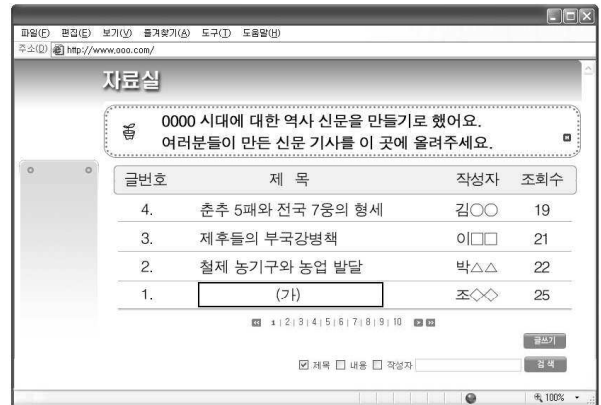 파일(F) 편집(E) 보기(V) 즐겨찾기(A) 도구(T) 도움말(H)
주소(D) http://www.ooo.com/
자료실
0000 시대에 대한 역사 신문을 만들기로 했어요.
여러분들이 만든 신문 기사를 이 곳에 올려주세요.
글번호 제 목 작성자 조회수
4. 춘추 5패와 전국 7웅의 형세 김○○ 19
3. 제후들의 부국강병책 이□□ 21
2. 철제 농기구와 농업 발달 박△△ 22
1. (가) 조◇◇ 25
1 | 2 | 3 | 4 | 5 | 6 | 7 | 8 | 9 | 10
글쓰기
제목 내용 작성자 검색
100%